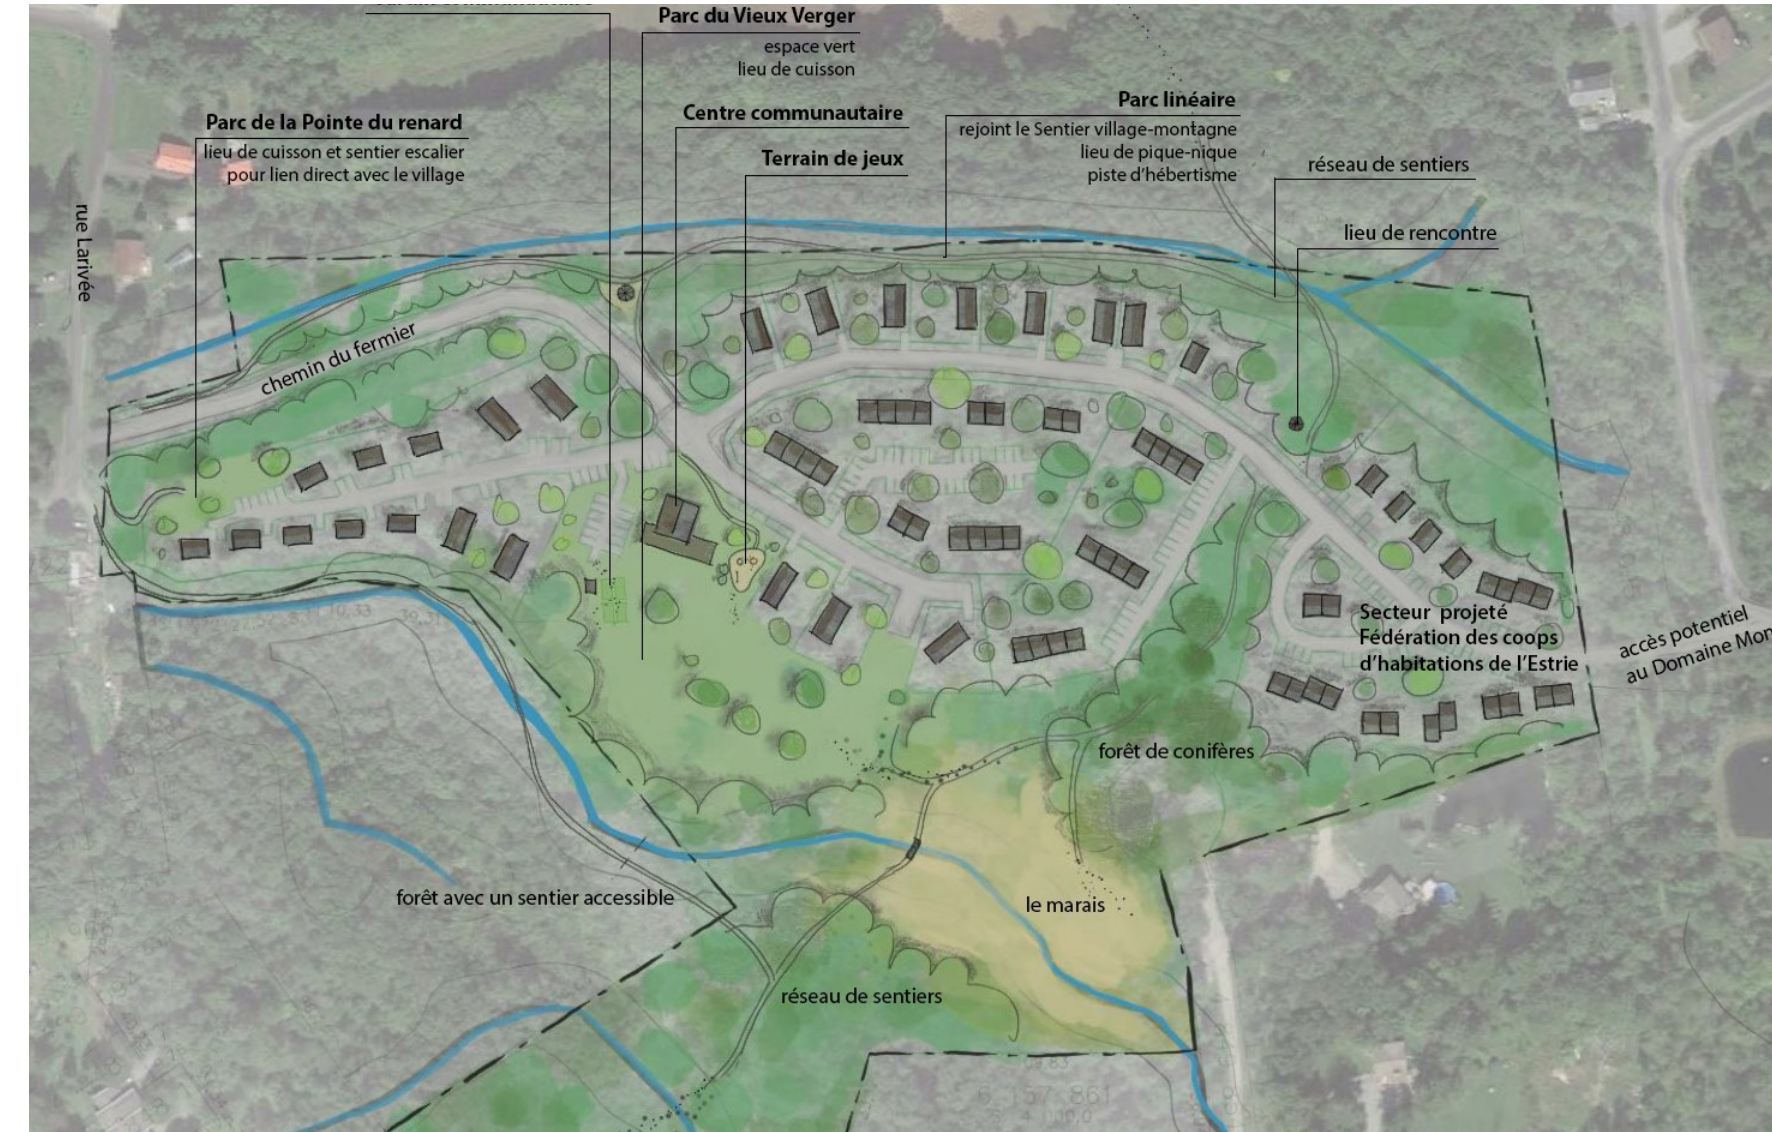 Parc du Vieux Verger
espace vert
lieu de cuisson
Parc de la Pointe du renard
lieu de cuisson et sentier escalier
pour lien direct avec le village
Centre communautaire
Terrain de jeux
Parc linéaire
rejoint le Sentier village-montagne
lieu de pique-nique
piste d'hébertisme
réseau de sentiers
lieu de rencontre
rue Larivée
chemin du fermier
Secteur projeté
Fédération des coops
d'habitations de l'Estrie
accès potentiel
au Domaine Mon
forêt de conifères
forêt avec un sentier accessible
le marais
réseau de sentiers